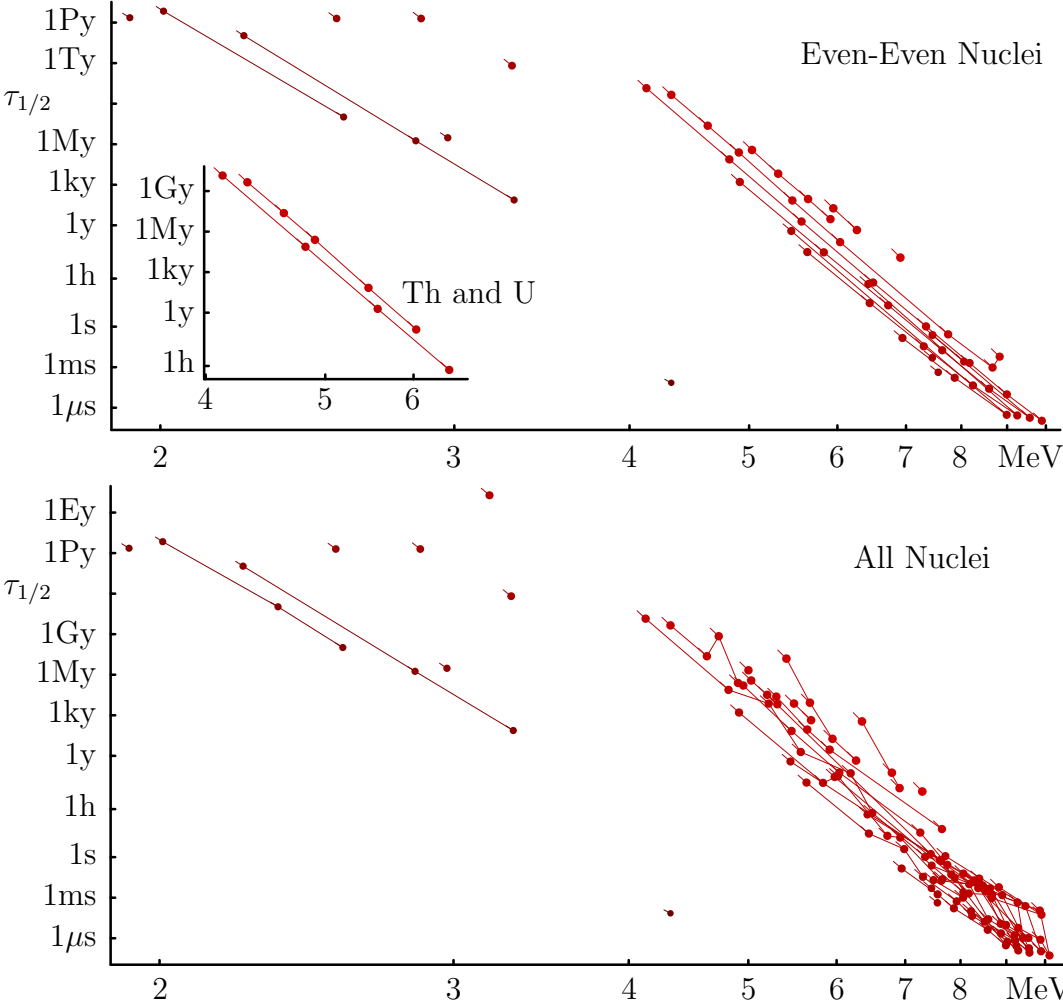 1Py
Even-Even Nuclei
1Ty
τ1/2
1My
1ky
1y
1h
1s
1ms
1μs
1Gy
1My
1ky
Th and U
1y
1h
4 5 6
2 3 4 5 6 7 8 MeV
1Ey
1Py
All Nuclei
τ1/2
1Gy
1My
1ky
1y
1h
1s
1ms
1μs
2 3 4 5 6 7 8 MeV